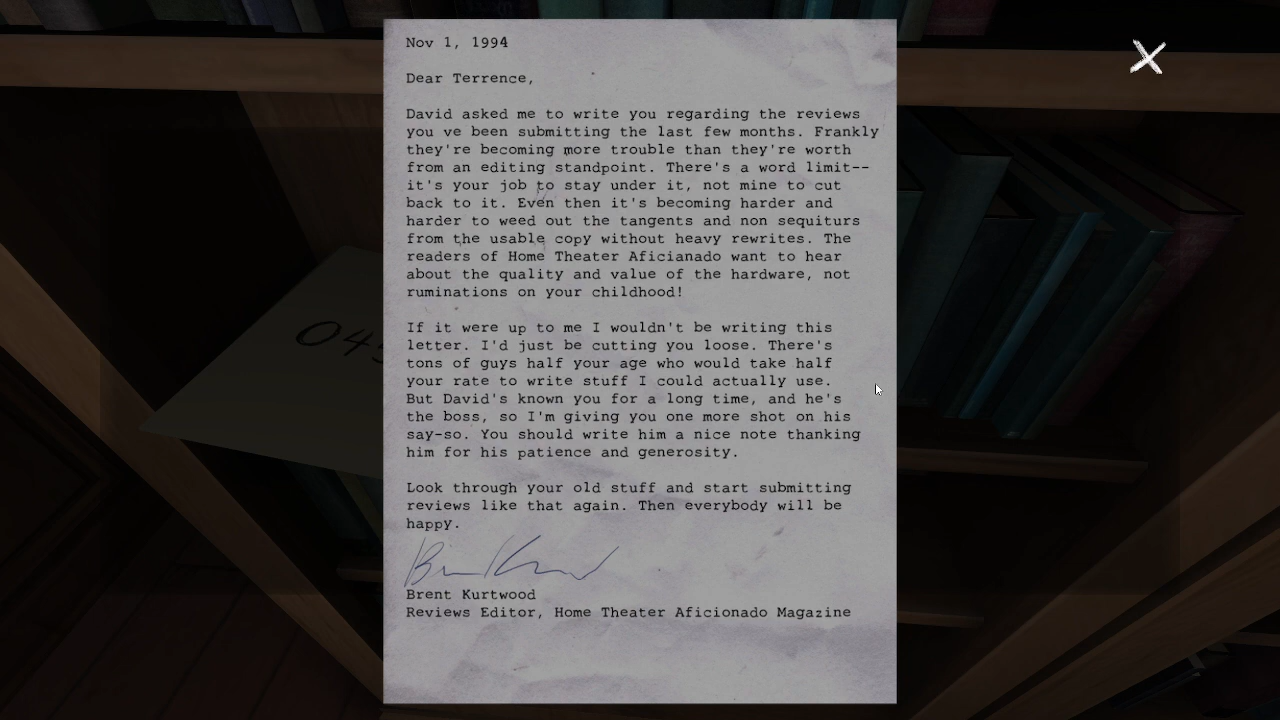 Nov 1, 1994
Dear Terrence,
David asked me to write you regarding the reviews
you ve been submitting the last few months. Frankly
they're becoming more trouble than they're worth
from an editing standpoint. There's a word limit--
it's your job to stay under it, not mine to cut
back to it. Even then it's becoming harder and
harder to weed out the tangents and non sequiturs
from the usable copy without heavy rewrites. The
readers of Home Theater Aficianado want to hear
about the quality and value of the hardware, not
ruminations on your childhood!
If it were up to me I wouldn't be writing this
letter. I'd just be cutting you loose. There's
tons of guys half your age who would take half
your rate to write stuff I could actually use.
But David's known you for a long time, and he's
the boss, so I'm giving you one more shot on his
say-so. You should write him a nice note thanking
him for his patience and generosity.
Look through your old stuff and start submitting
reviews like that again. Then everybody will be
happy.
Brent Kurtwood
Reviews Editor, Home Theater Aficionado Magazine